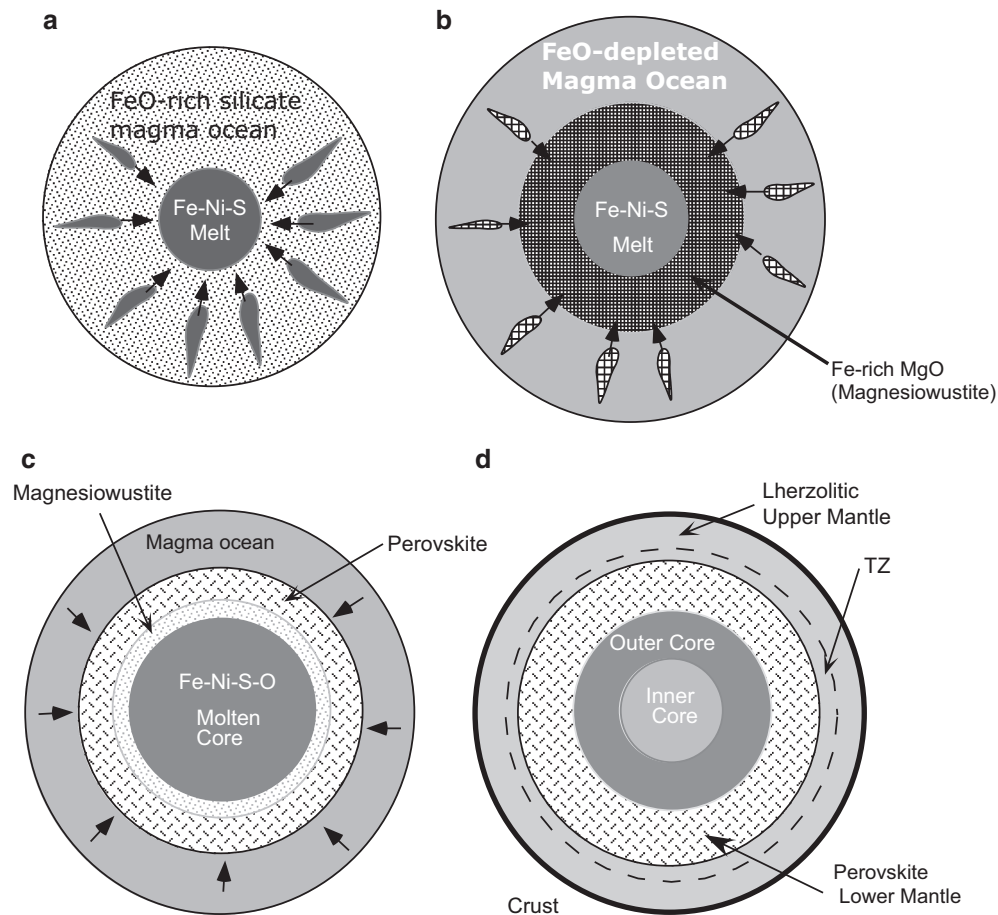 a
FeO-rich silicate
magma ocean
Fe-Ni-S
Melt
b
FeO-depleted
Magma Ocean
Fe-Ni-S
Melt
Fe-rich MgO
(Magnesiowustite)
c
Magnesiowustite
Magma ocean
Perovskite
Fe-Ni-S-O
Molten
Core
d
Lherzolitic
Upper Mantle
TZ
Outer Core
Inner
Core
Perovskite
Lower Mantle
Crust